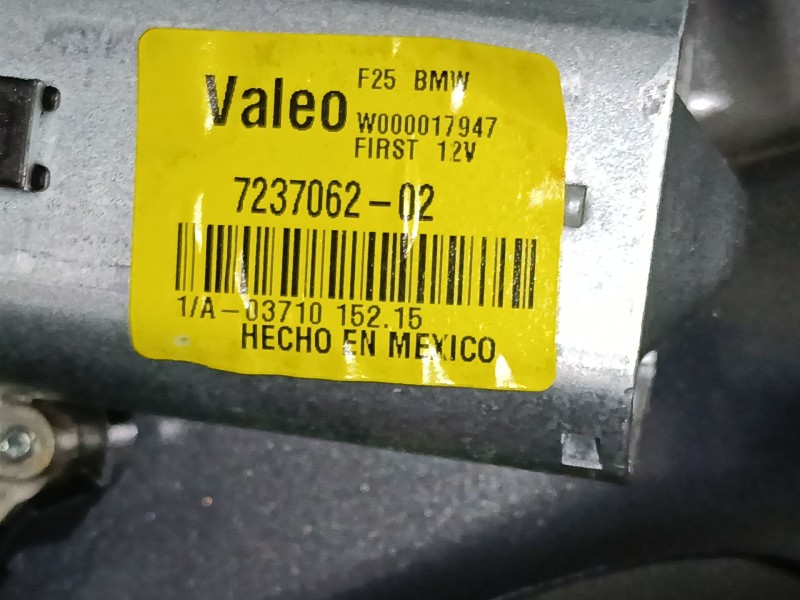 F25 BMW
Valeo W000017947
FIRST 12V
7237062-02
1/A-03710 152.15
HECHO EN MEXICO